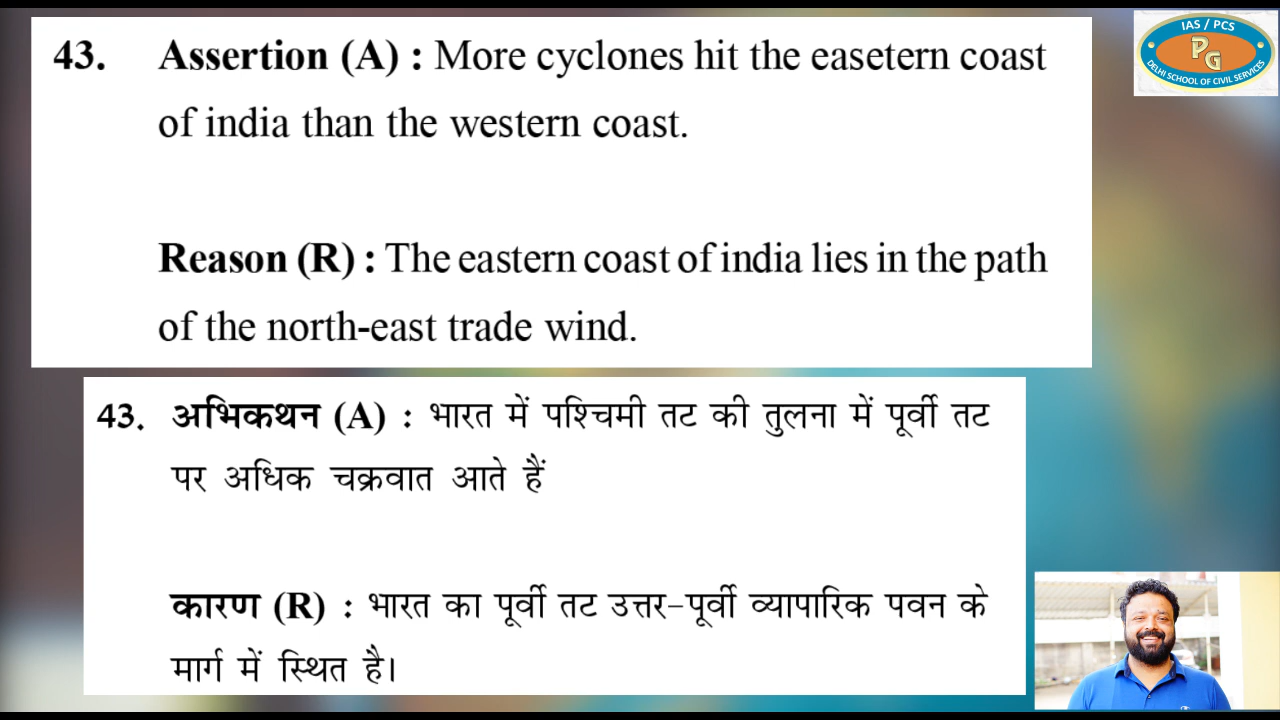 IAS / PCS
PG
DELHI SCHOOL OF CIVIL SERVICES
43. Assertion (A) : More cyclones hit the easetern coast
of india than the western coast.
Reason (R) : The eastern coast of india lies in the path
of the north-east trade wind.
43. अभिकथन (A) : भारत में पश्चिमी तट की तुलना में पूर्वी तट
पर अधिक चक्रवात आते हैं
कारण (R) : भारत का पूर्वी तट उत्तर-पूर्वी व्यापारिक पवन के
मार्ग में स्थित है।